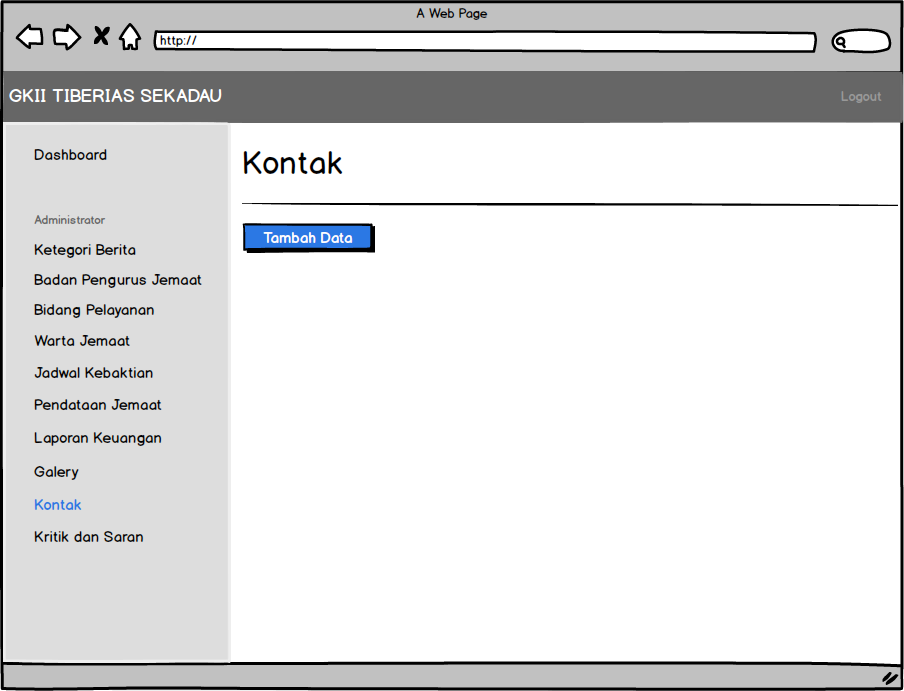 A Web Page
http://
GKII TIBERIAS SEKADAU
Logout
Dashboard
Administrator
Ketegori Berita
Badan Pengurus Jemaat
Bidang Pelayanan
Warta Jemaat
Jadwal Kebaktian
Pendataan Jemaat
Laporan Keuangan
Galery
Kontak
Kritik dan Saran
Kontak
Tambah Data